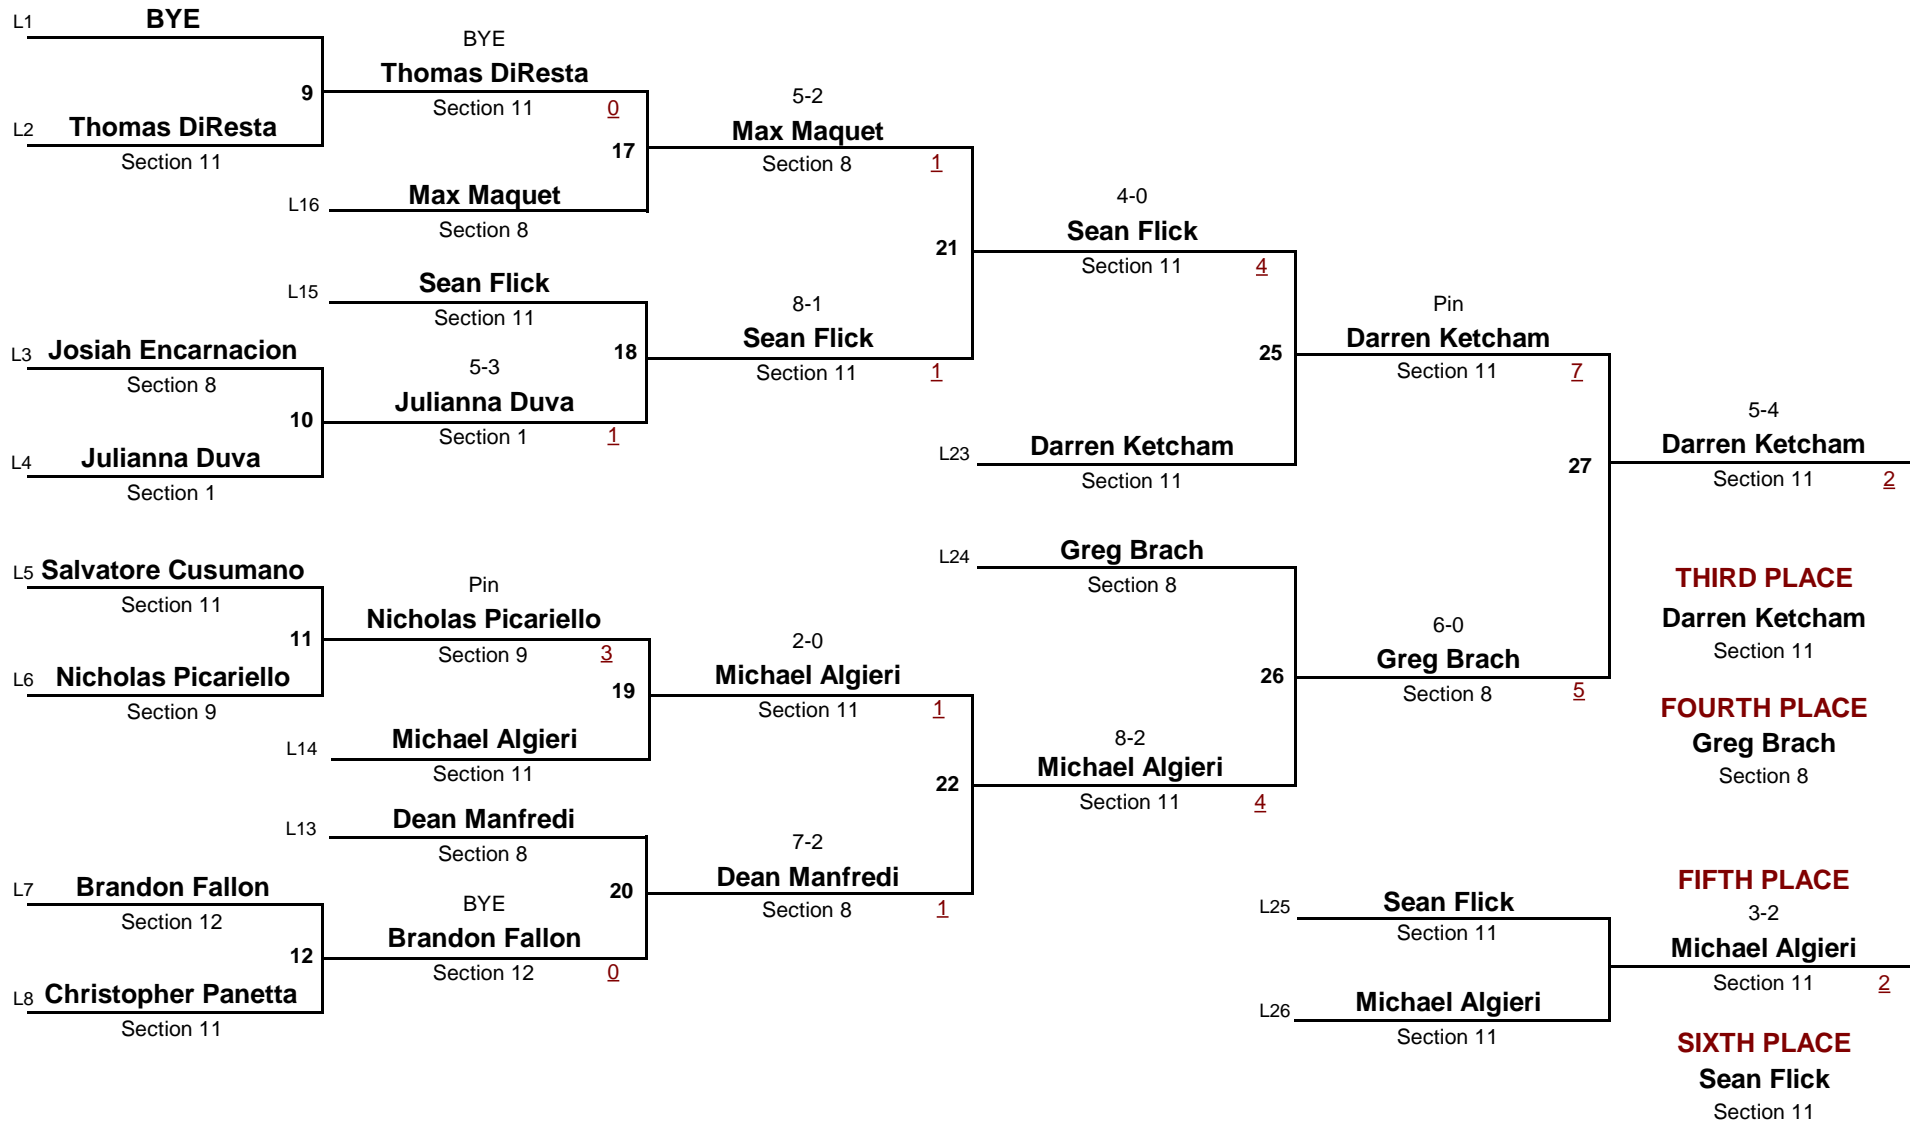 L1 BYE
BYE
Thomas DiResta
9
Section 11 0
L2 Thomas DiResta
Section 11
5-2
Max Maquet
17
Section 8 1
L16 Max Maquet
Section 8
4-0
Sean Flick
21
Section 11 4
L15 Sean Flick
Section 11
8-1
Sean Flick
18
Section 11 1
L3 Josiah Encarnacion
Section 8
5-3
Julianna Duva
10
Section 1 1
L4 Julianna Duva
Section 1
Pin
Darren Ketcham
25
Section 11 7
L23 Darren Ketcham
Section 11
5-4
Darren Ketcham
27
Section 11 2
L5 Salvatore Cusumano
Section 11
Pin
Nicholas Picariello
11
Section 9 3
L6 Nicholas Picariello
Section 9
2-0
Michael Algieri
19
Section 11 1
L14 Michael Algieri
Section 11
L24 Greg Brach
Section 8
6-0
Greg Brach
26
Section 8 5
8-2
Michael Algieri
22
Section 11 4
L13 Dean Manfredi
Section 8
7-2
Dean Manfredi
20
Section 8 1
L7 Brandon Fallon
Section 12
BYE
Brandon Fallon
12
Section 12 0
L8 Christopher Panetta
Section 11
THIRD PLACE
Darren Ketcham
Section 11
FOURTH PLACE
Greg Brach
Section 8
L25 Sean Flick
Section 11
FIFTH PLACE
3-2
Michael Algieri
Section 11 2
L26 Michael Algieri
Section 11
SIXTH PLACE
Sean Flick
Section 11